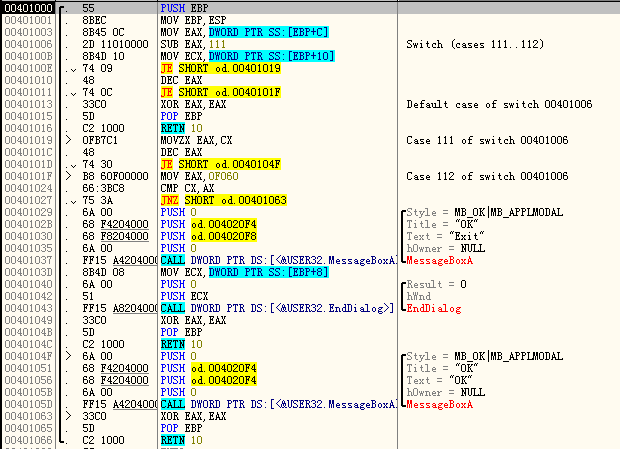 00401000 . 55 PUSH EBP
00401001 . 8BEC MOV EBP,ESP
00401003 . 8B45 0C MOV EAX,DWORD PTR SS:[EBP+C]
00401006 . 2D 11010000 SUB EAX,111 Switch (cases 111..112)
0040100B . 8B4D 10 MOV ECX,DWORD PTR SS:[EBP+10]
0040100E . 74 09 JE SHORT od.00401019
00401010 . 48 DEC EAX
00401011 . 74 0C JE SHORT od.0040101F
00401013 . 33C0 XOR EAX,EAX Default case of switch 00401006
00401015 . 5D POP EBP
00401016 . C2 1000 RETN 10
00401019 > 0FB7C1 MOVZX EAX,CX Case 111 of switch 00401006
0040101C . 48 DEC EAX
0040101D . 74 30 JE SHORT od.0040104F
0040101F > B8 60F00000 MOV EAX,0F060 Case 112 of switch 00401006
00401024 . 66:3BC8 CMP CX,AX
00401027 . 75 3A JNZ SHORT od.00401063
00401029 . 6A 00 PUSH 0 Style = MB_OK|MB_APPLMODAL
0040102B . 68 F4204000 PUSH od.004020F4 Title = "OK"
00401030 . 68 F8204000 PUSH od.004020F8 Text = "Exit"
00401035 . 6A 00 PUSH 0 hOwner = NULL
00401037 . FF15 A4204000 CALL DWORD PTR DS:[<&USER32.MessageBoxA MessageBoxA
0040103D . 8B4D 08 MOV ECX,DWORD PTR SS:[EBP+8]
00401040 . 6A 00 PUSH 0 Result = 0
00401042 . 51 PUSH ECX hWnd
00401043 . FF15 A8204000 CALL DWORD PTR DS:[<&USER32.EndDialog>] EndDialog
00401049 . 33C0 XOR EAX,EAX
0040104B . 5D POP EBP
0040104C . C2 1000 RETN 10
0040104F > 6A 00 PUSH 0 Style = MB_OK|MB_APPLMODAL
00401051 . 68 F4204000 PUSH od.004020F4 Title = "OK"
00401056 . 68 F4204000 PUSH od.004020F4 Text = "OK"
0040105B . 6A 00 PUSH 0 hOwner = NULL
0040105D . FF15 A4204000 CALL DWORD PTR DS:[<&USER32.MessageBoxA MessageBoxA
00401063 > 33C0 XOR EAX,EAX
00401065 . 5D POP EBP
00401066 . C2 1000 RETN 10